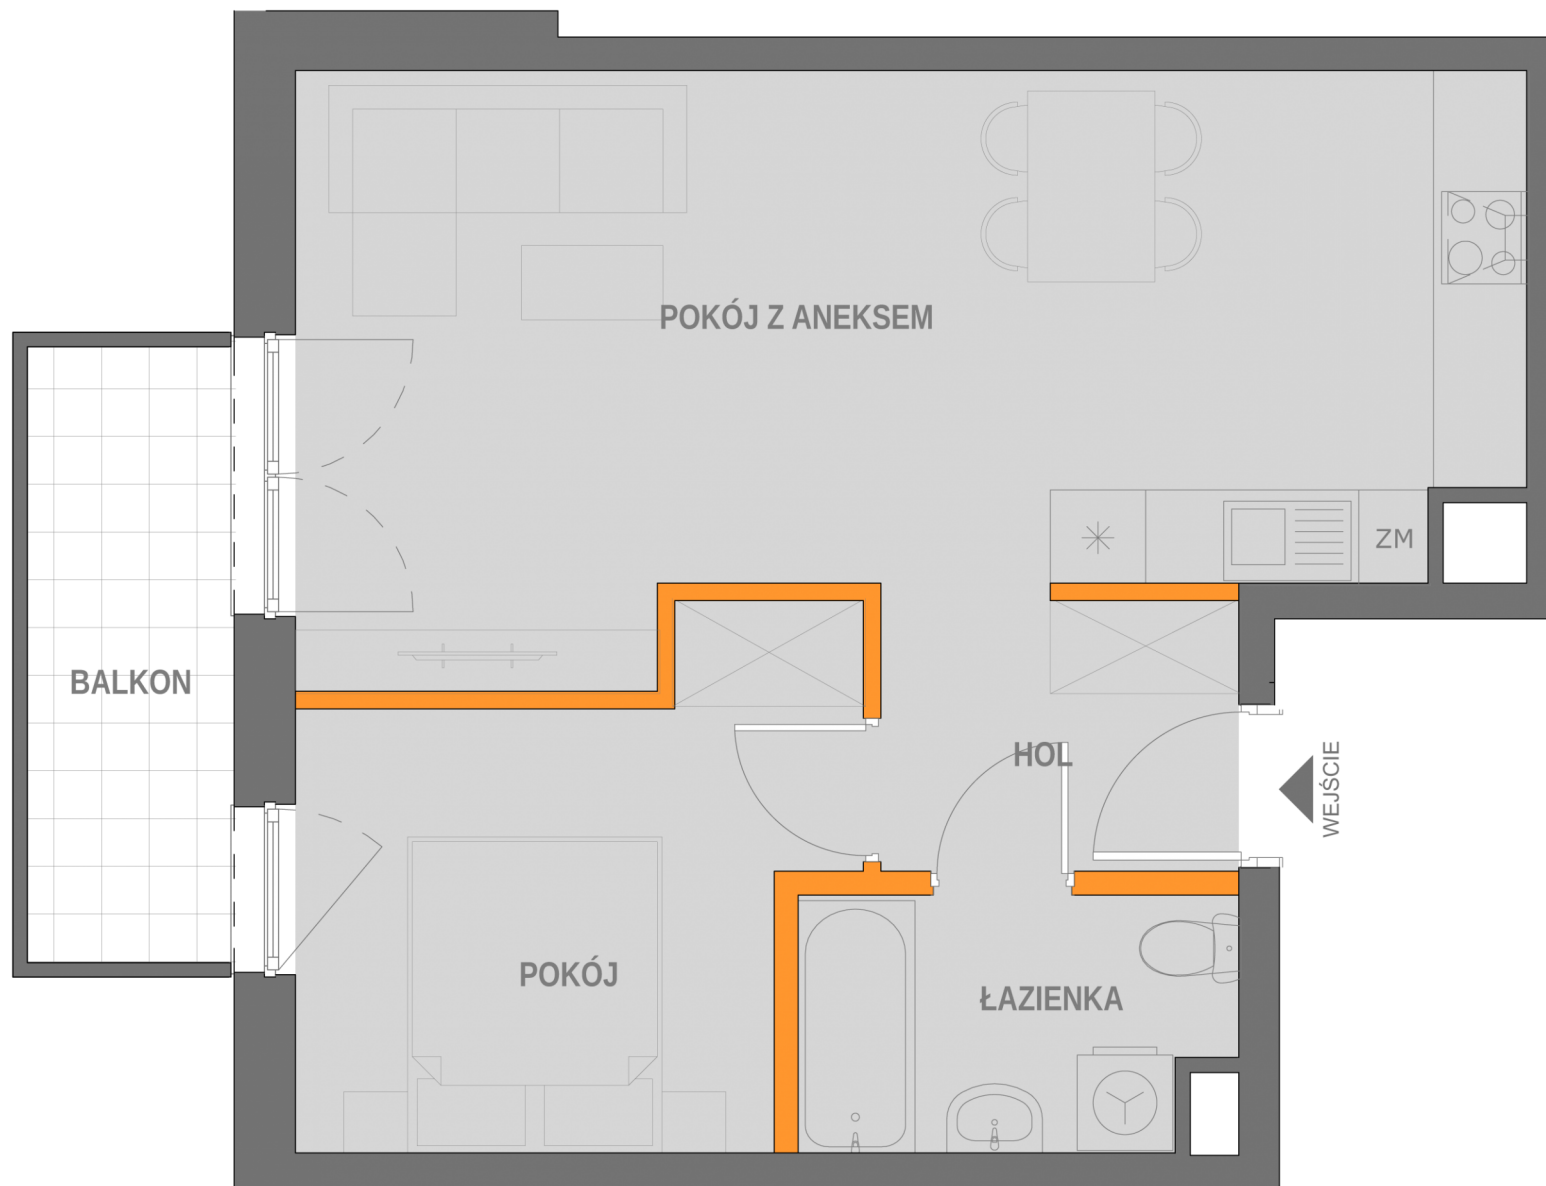 POKÓJ Z ANEKSEM
ZM
BALKON
HOL
WEJŚCIE
POKÓJ
ŁAZIENKA